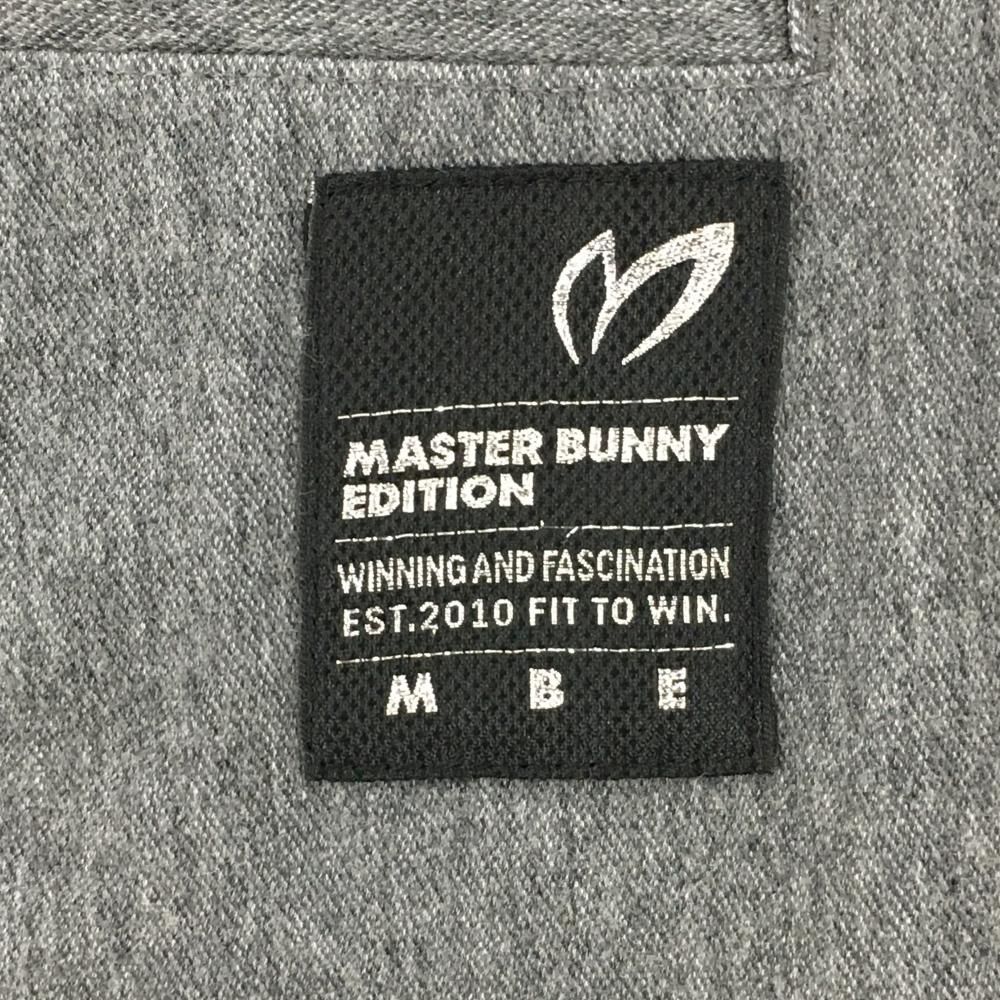 MASTER BUNNY
EDITION
WINNING AND FASCINATION
EST.2010 FIT TO WIN.
M B E